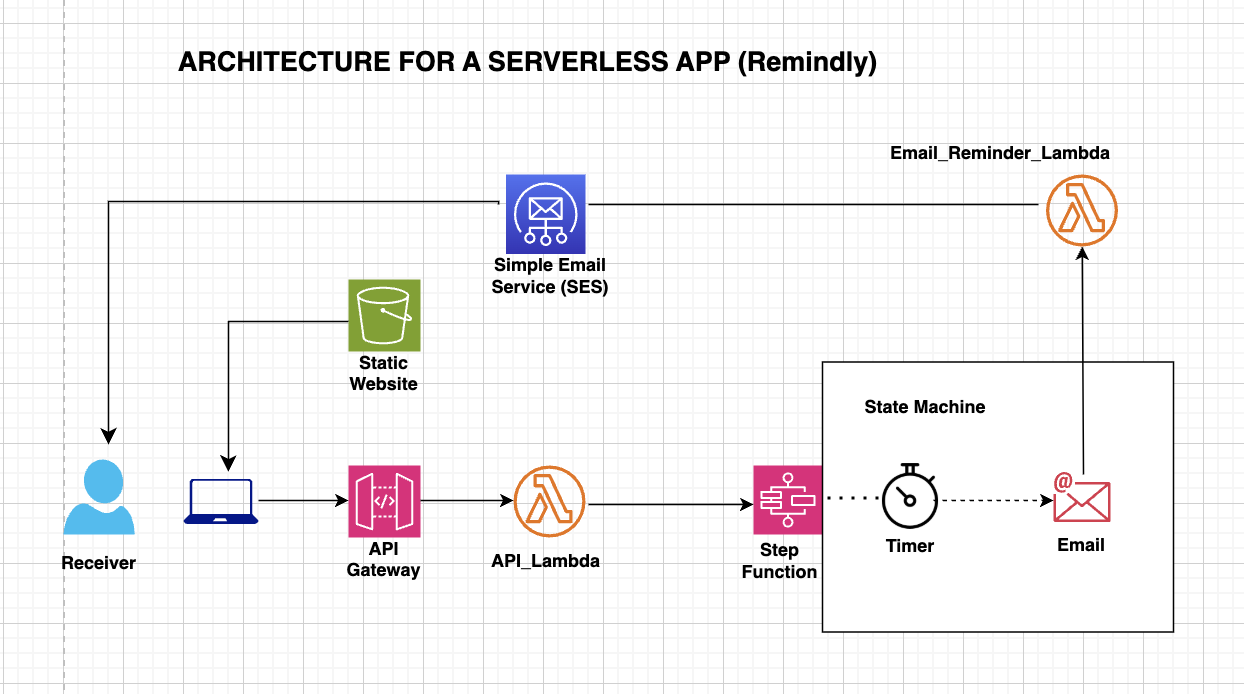 ARCHITECTURE FOR A SERVERLESS APP (Remindly)
Email_Reminder_Lambda
Simple Email
Service (SES)
Static
Website
State Machine
@
</>
Receiver
API
Gateway
API_Lambda
Step
Function
Timer
Email